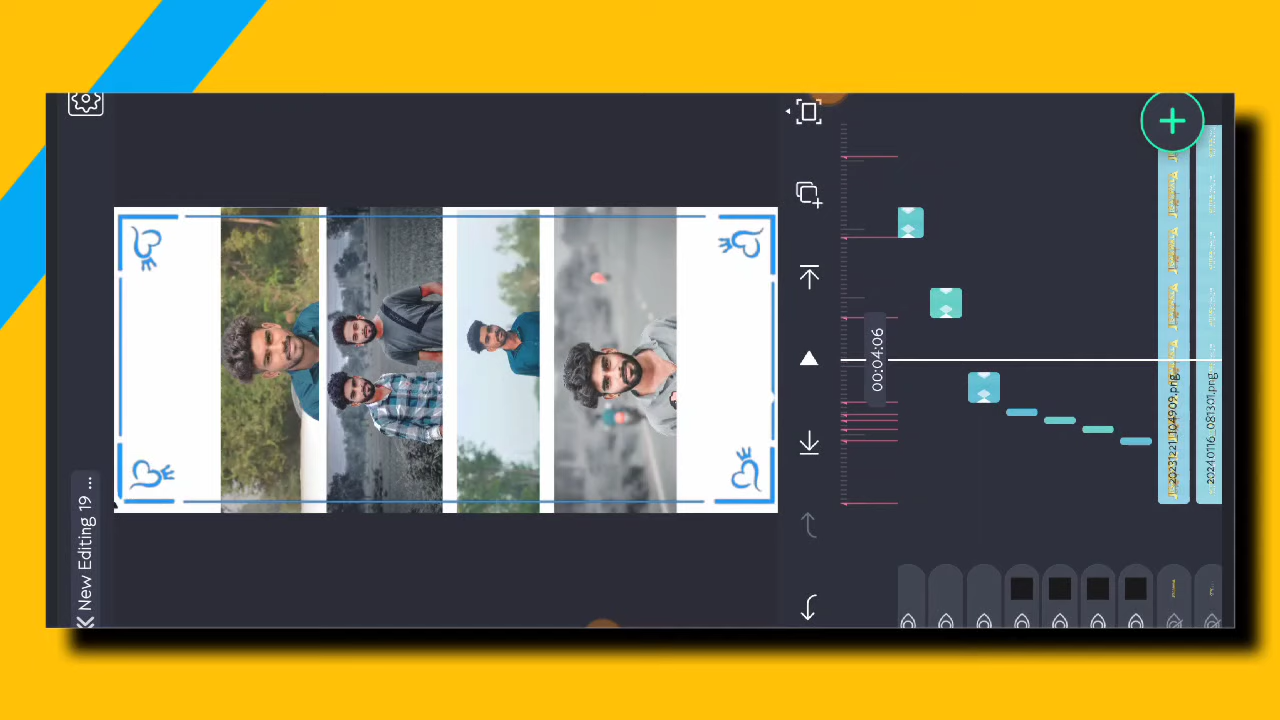 New Editing 19 ...
00:04:06
20231221_104909.png
20240116_081301.png